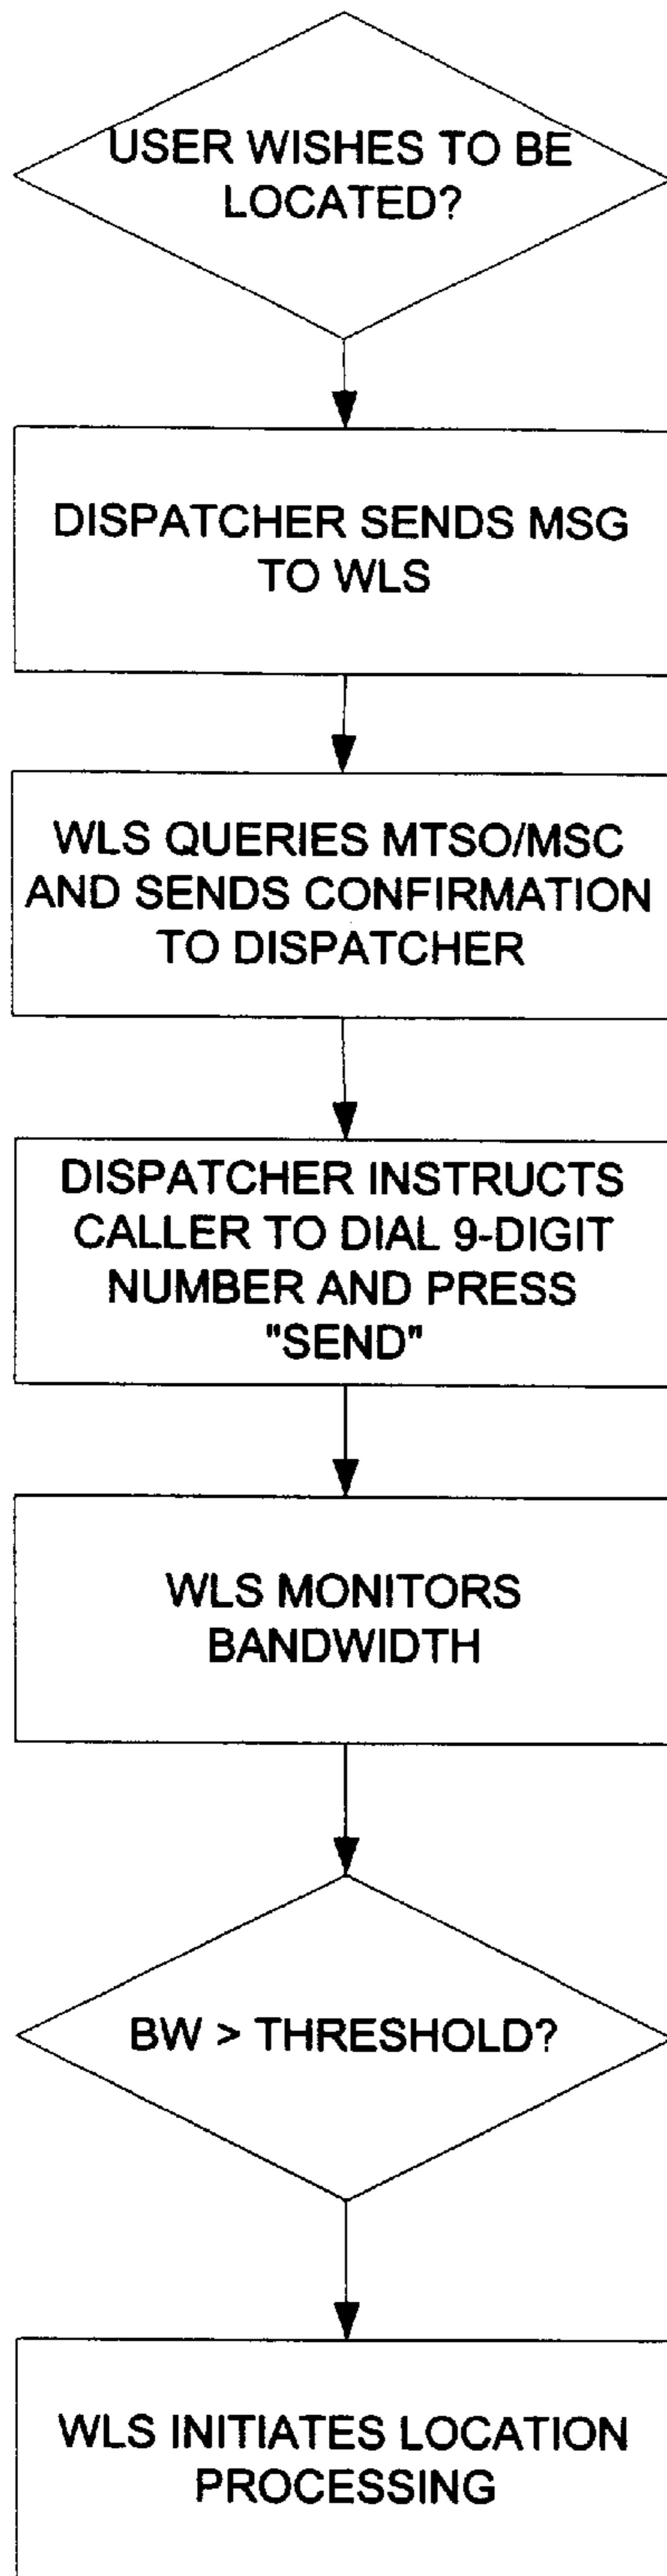 USER WISHES TO BE
LOCATED?
DISPATCHER SENDS MSG
TO WLS
WLS QUERIES MTSO/MSC
AND SENDS CONFIRMATION
TO DISPATCHER
DISPATCHER INSTRUCTS
CALLER TO DIAL 9-DIGIT
NUMBER AND PRESS
"SEND"
WLS MONITORS
BANDWIDTH
BW > THRESHOLD?
WLS INITIATES LOCATION
PROCESSING